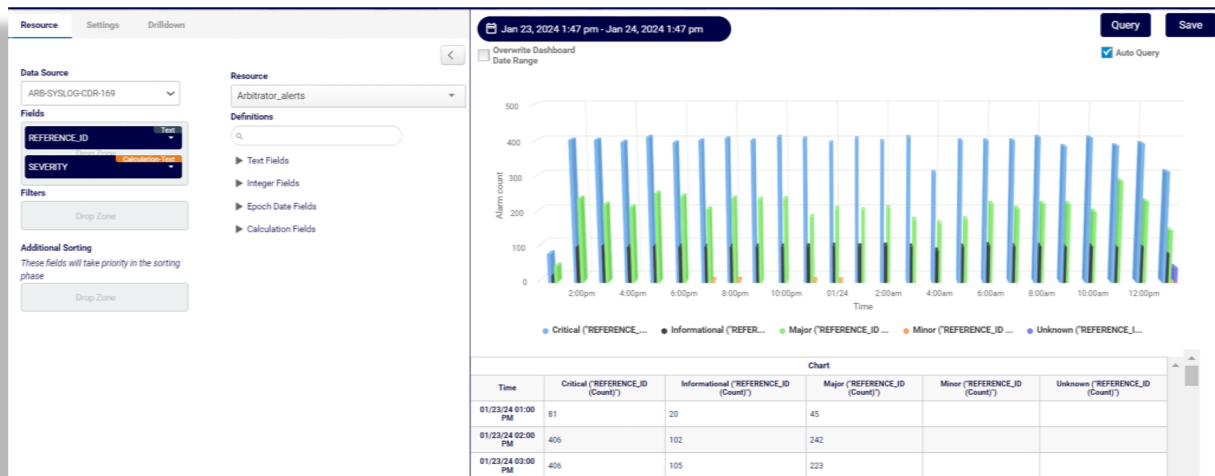 Resource Settings Drilldown
Data Source
ARB-SYSLOG-CDR-169
Fields
REFERENCE_ID Text
SEVERITY Calculation-Text
Filters
Drop Zone
Additional Sorting
These fields will take priority in the sorting
phase
Drop Zone
Resource
Arbitrator_alerts
Definitions
Text Fields
Integer Fields
Epoch Date Fields
Calculation Fields
Jan 23, 2024 1:47 pm - Jan 24, 2024 1:47 pm
Query Save
Overwrite Dashboard
Date Range
Auto Query
500
400
300
200
100
0
Alarm count
2:00pm 4:00pm 6:00pm 8:00pm 10:00pm 01/24 2:00am 4:00am 6:00am 8:00am 10:00am 12:00pm
Time
Critical ("REFERENCE_... Informational ("REFER... Major ("REFERENCE_ID ... Minor ("REFERENCE_ID ... Unknown ("REFERENCE_I...
Chart
Time Critical ("REFERENCE_ID (Count)") Informational ("REFERENCE_ID (Count)") Major ("REFERENCE_ID (Count)") Minor ("REFERENCE_ID (Count)") Unknown ("REFERENCE_ID (Count)")
01/23/24 01:00 PM 81 20 45
01/23/24 02:00 PM 406 102 242
01/23/24 03:00 PM 406 105 223